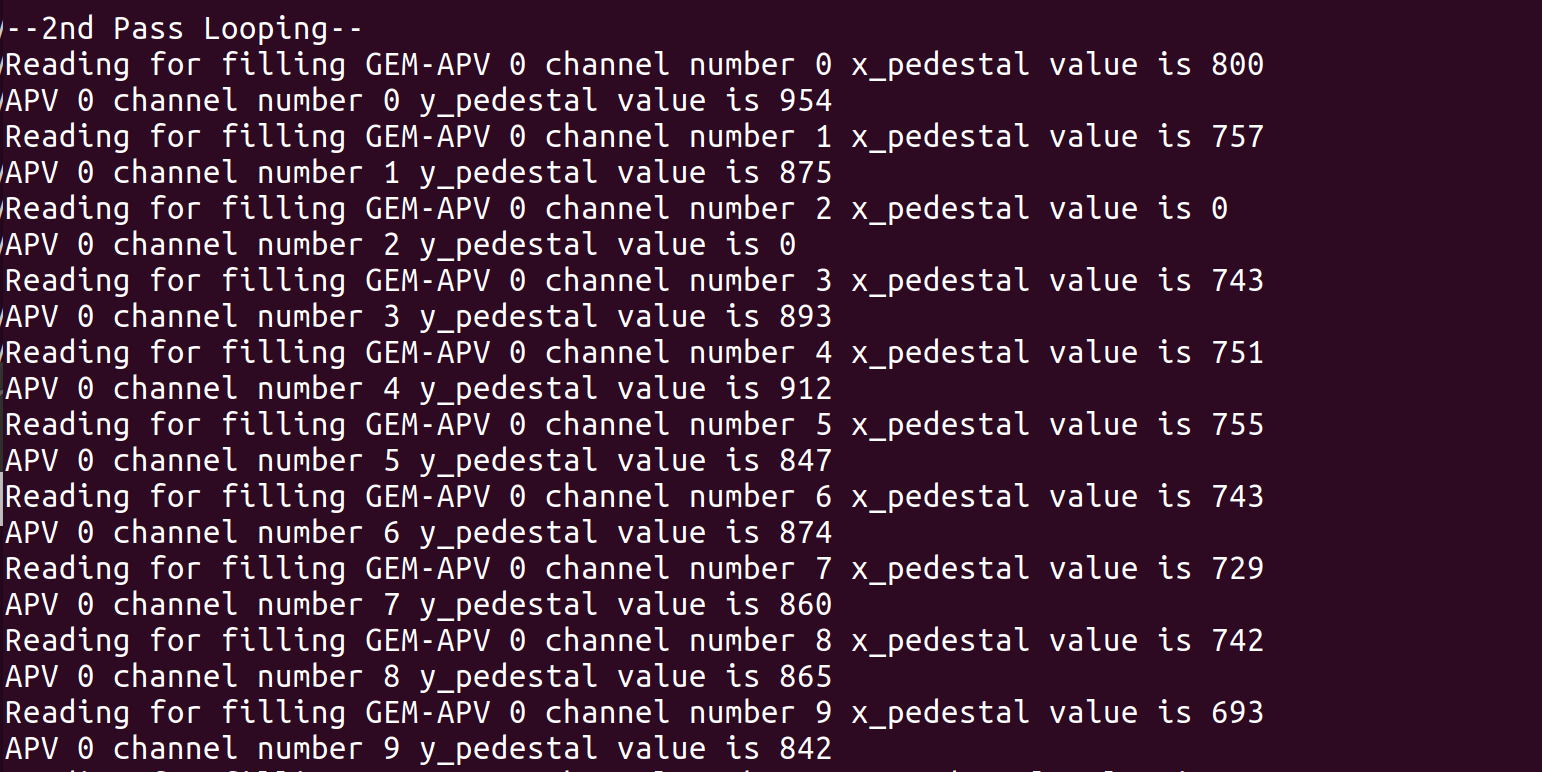 --2nd Pass Looping--
Reading for filling GEM-APV 0 channel number 0 x_pedestal value is 800
APV 0 channel number 0 y_pedestal value is 954
Reading for filling GEM-APV 0 channel number 1 x_pedestal value is 757
APV 0 channel number 1 y_pedestal value is 875
Reading for filling GEM-APV 0 channel number 2 x_pedestal value is 0
APV 0 channel number 2 y_pedestal value is 0
Reading for filling GEM-APV 0 channel number 3 x_pedestal value is 743
APV 0 channel number 3 y_pedestal value is 893
Reading for filling GEM-APV 0 channel number 4 x_pedestal value is 751
APV 0 channel number 4 y_pedestal value is 912
Reading for filling GEM-APV 0 channel number 5 x_pedestal value is 755
APV 0 channel number 5 y_pedestal value is 847
Reading for filling GEM-APV 0 channel number 6 x_pedestal value is 743
APV 0 channel number 6 y_pedestal value is 874
Reading for filling GEM-APV 0 channel number 7 x_pedestal value is 729
APV 0 channel number 7 y_pedestal value is 860
Reading for filling GEM-APV 0 channel number 8 x_pedestal value is 742
APV 0 channel number 8 y_pedestal value is 865
Reading for filling GEM-APV 0 channel number 9 x_pedestal value is 693
APV 0 channel number 9 y_pedestal value is 842